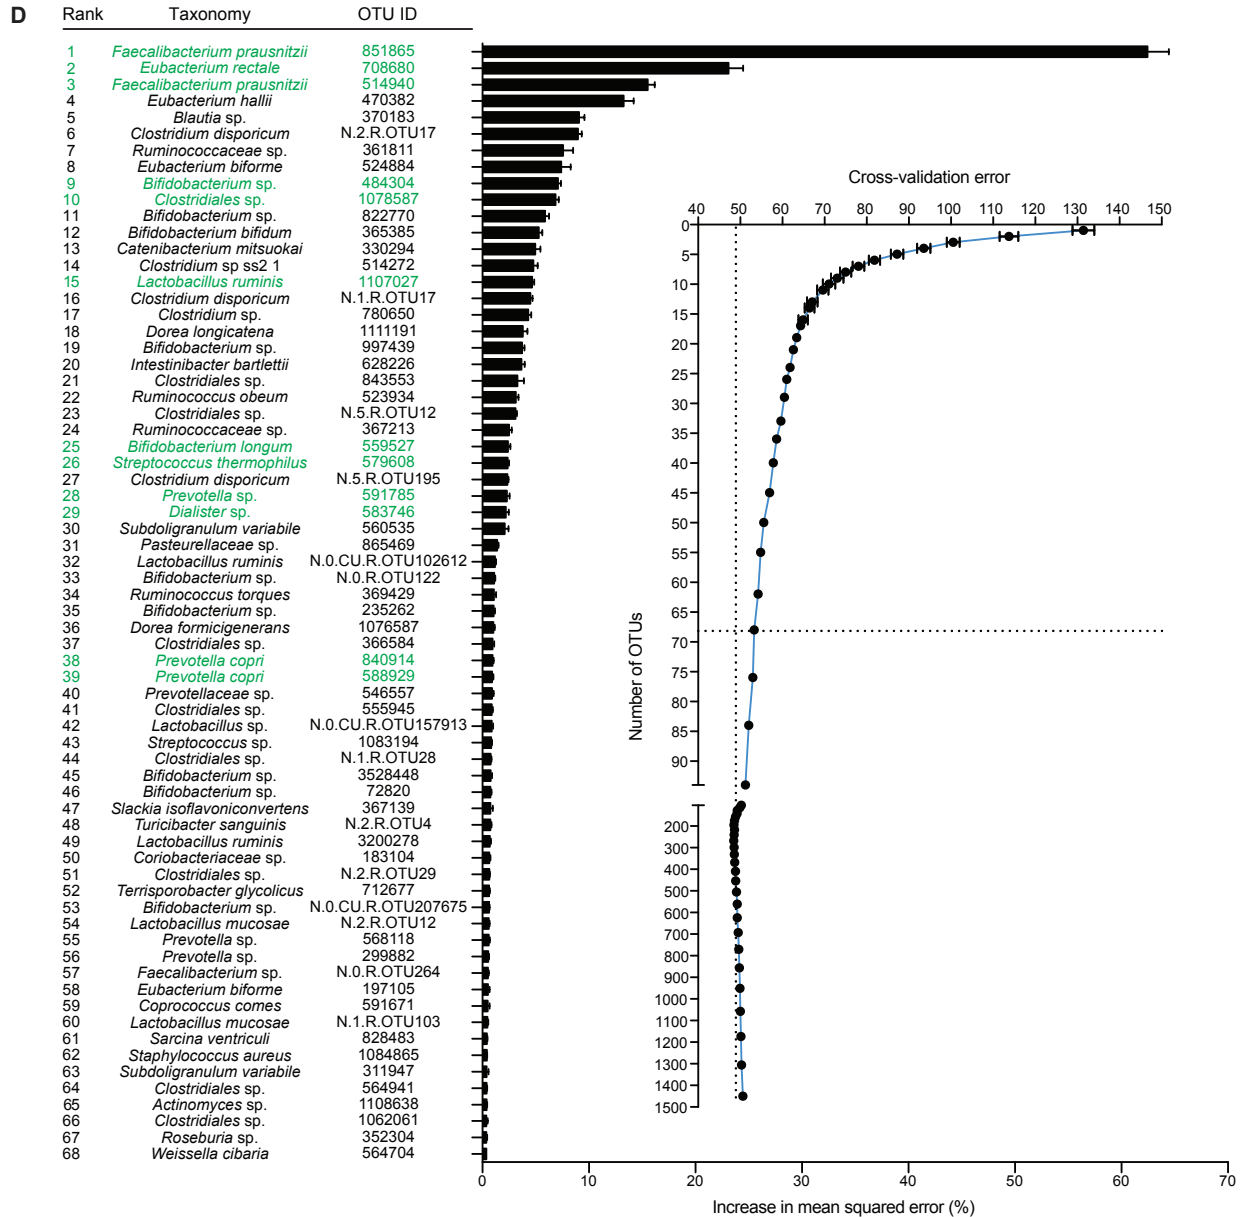 D
Rank Taxonomy OTU ID
1 Faecalibacterium prausnitzii 851865
2 Eubacterium rectale 708680
3 Faecalibacterium prausnitzii 514940
4 Eubacterium hallii 470382
5 Blautia sp. 370183
6 Clostridium disporicum N.2.R.OTU17
7 Ruminococcaceae sp. 361811
8 Eubacterium biforme 524884
9 Bifidobacterium sp. 484304
10 Clostridiales sp. 1078587
11 Bifidobacterium sp. 822770
12 Bifidobacterium bifidum 365385
13 Catenibacterium mitsuokai 330294
14 Clostridium sp ss2 1 514272
15 Lactobacillus ruminis 1107027
16 Clostridium disporicum N.1.R.OTU17
17 Clostridium sp. 780650
18 Dorea longicatena 1111191
19 Bifidobacterium sp. 997439
20 Intestinibacter bartlettii 628226
21 Clostridiales sp. 843553
22 Ruminococcus obeum 523934
23 Clostridiales sp. N.5.R.OTU12
24 Ruminococcaceae sp. 367213
25 Bifidobacterium longum 559527
26 Streptococcus thermophilus 579608
27 Clostridium disporicum N.5.R.OTU195
28 Prevotella sp. 591785
29 Dialister sp. 583746
30 Subdoligranulum variabile 560535
31 Pasteurellaceae sp. 865469
32 Lactobacillus ruminis N.0.CU.R.OTU102612
33 Bifidobacterium sp. N.0.R.OTU122
34 Ruminococcus torques 369429
35 Bifidobacterium sp. 235262
36 Dorea formicigenerans 1076587
37 Clostridiales sp. 366584
38 Prevotella copri 840914
39 Prevotella copri 588929
40 Prevotellaceae sp. 546557
41 Clostridiales sp. 555945
42 Lactobacillus sp. N.0.CU.R.OTU157913
43 Streptococcus sp. 1083194
44 Clostridiales sp. N.1.R.OTU28
45 Bifidobacterium sp. 3528448
46 Bifidobacterium sp. 72820
47 Slackia isoflavoniconvertens 367139
48 Turicibacter sanguinis N.2.R.OTU4
49 Lactobacillus ruminis 3200278
50 Coriobacteriaceae sp. 183104
51 Clostridiales sp. N.2.R.OTU29
52 Terrisporobacter glycolicus 712677
53 Bifidobacterium sp. N.0.CU.R.OTU207675
54 Lactobacillus mucosae N.2.R.OTU12
55 Prevotella sp. 568118
56 Prevotella sp. 299882
57 Faecalibacterium sp. N.0.R.OTU264
58 Eubacterium biforme 197105
59 Coprococcus comes 591671
60 Lactobacillus mucosae N.1.R.OTU103
61 Sarcina ventriculi 828483
62 Staphylococcus aureus 1084865
63 Subdoligranulum variabile 311947
64 Clostridiales sp. 564941
65 Actinomyces sp. 1108638
66 Clostridiales sp. 1062061
67 Roseburia sp. 352304
68 Weissella cibaria 564704
0 10 20 30 40 50 60 70
Increase in mean squared error (%)
Cross-validation error
40 50 60 70 80 90 100 110 120 130 140 150
Number of OTUs
0
5
10
15
20
25
30
35
40
45
50
55
60
65
70
75
80
85
90
200
300
400
500
600
700
800
900
1000
1100
1200
1300
1400
1500